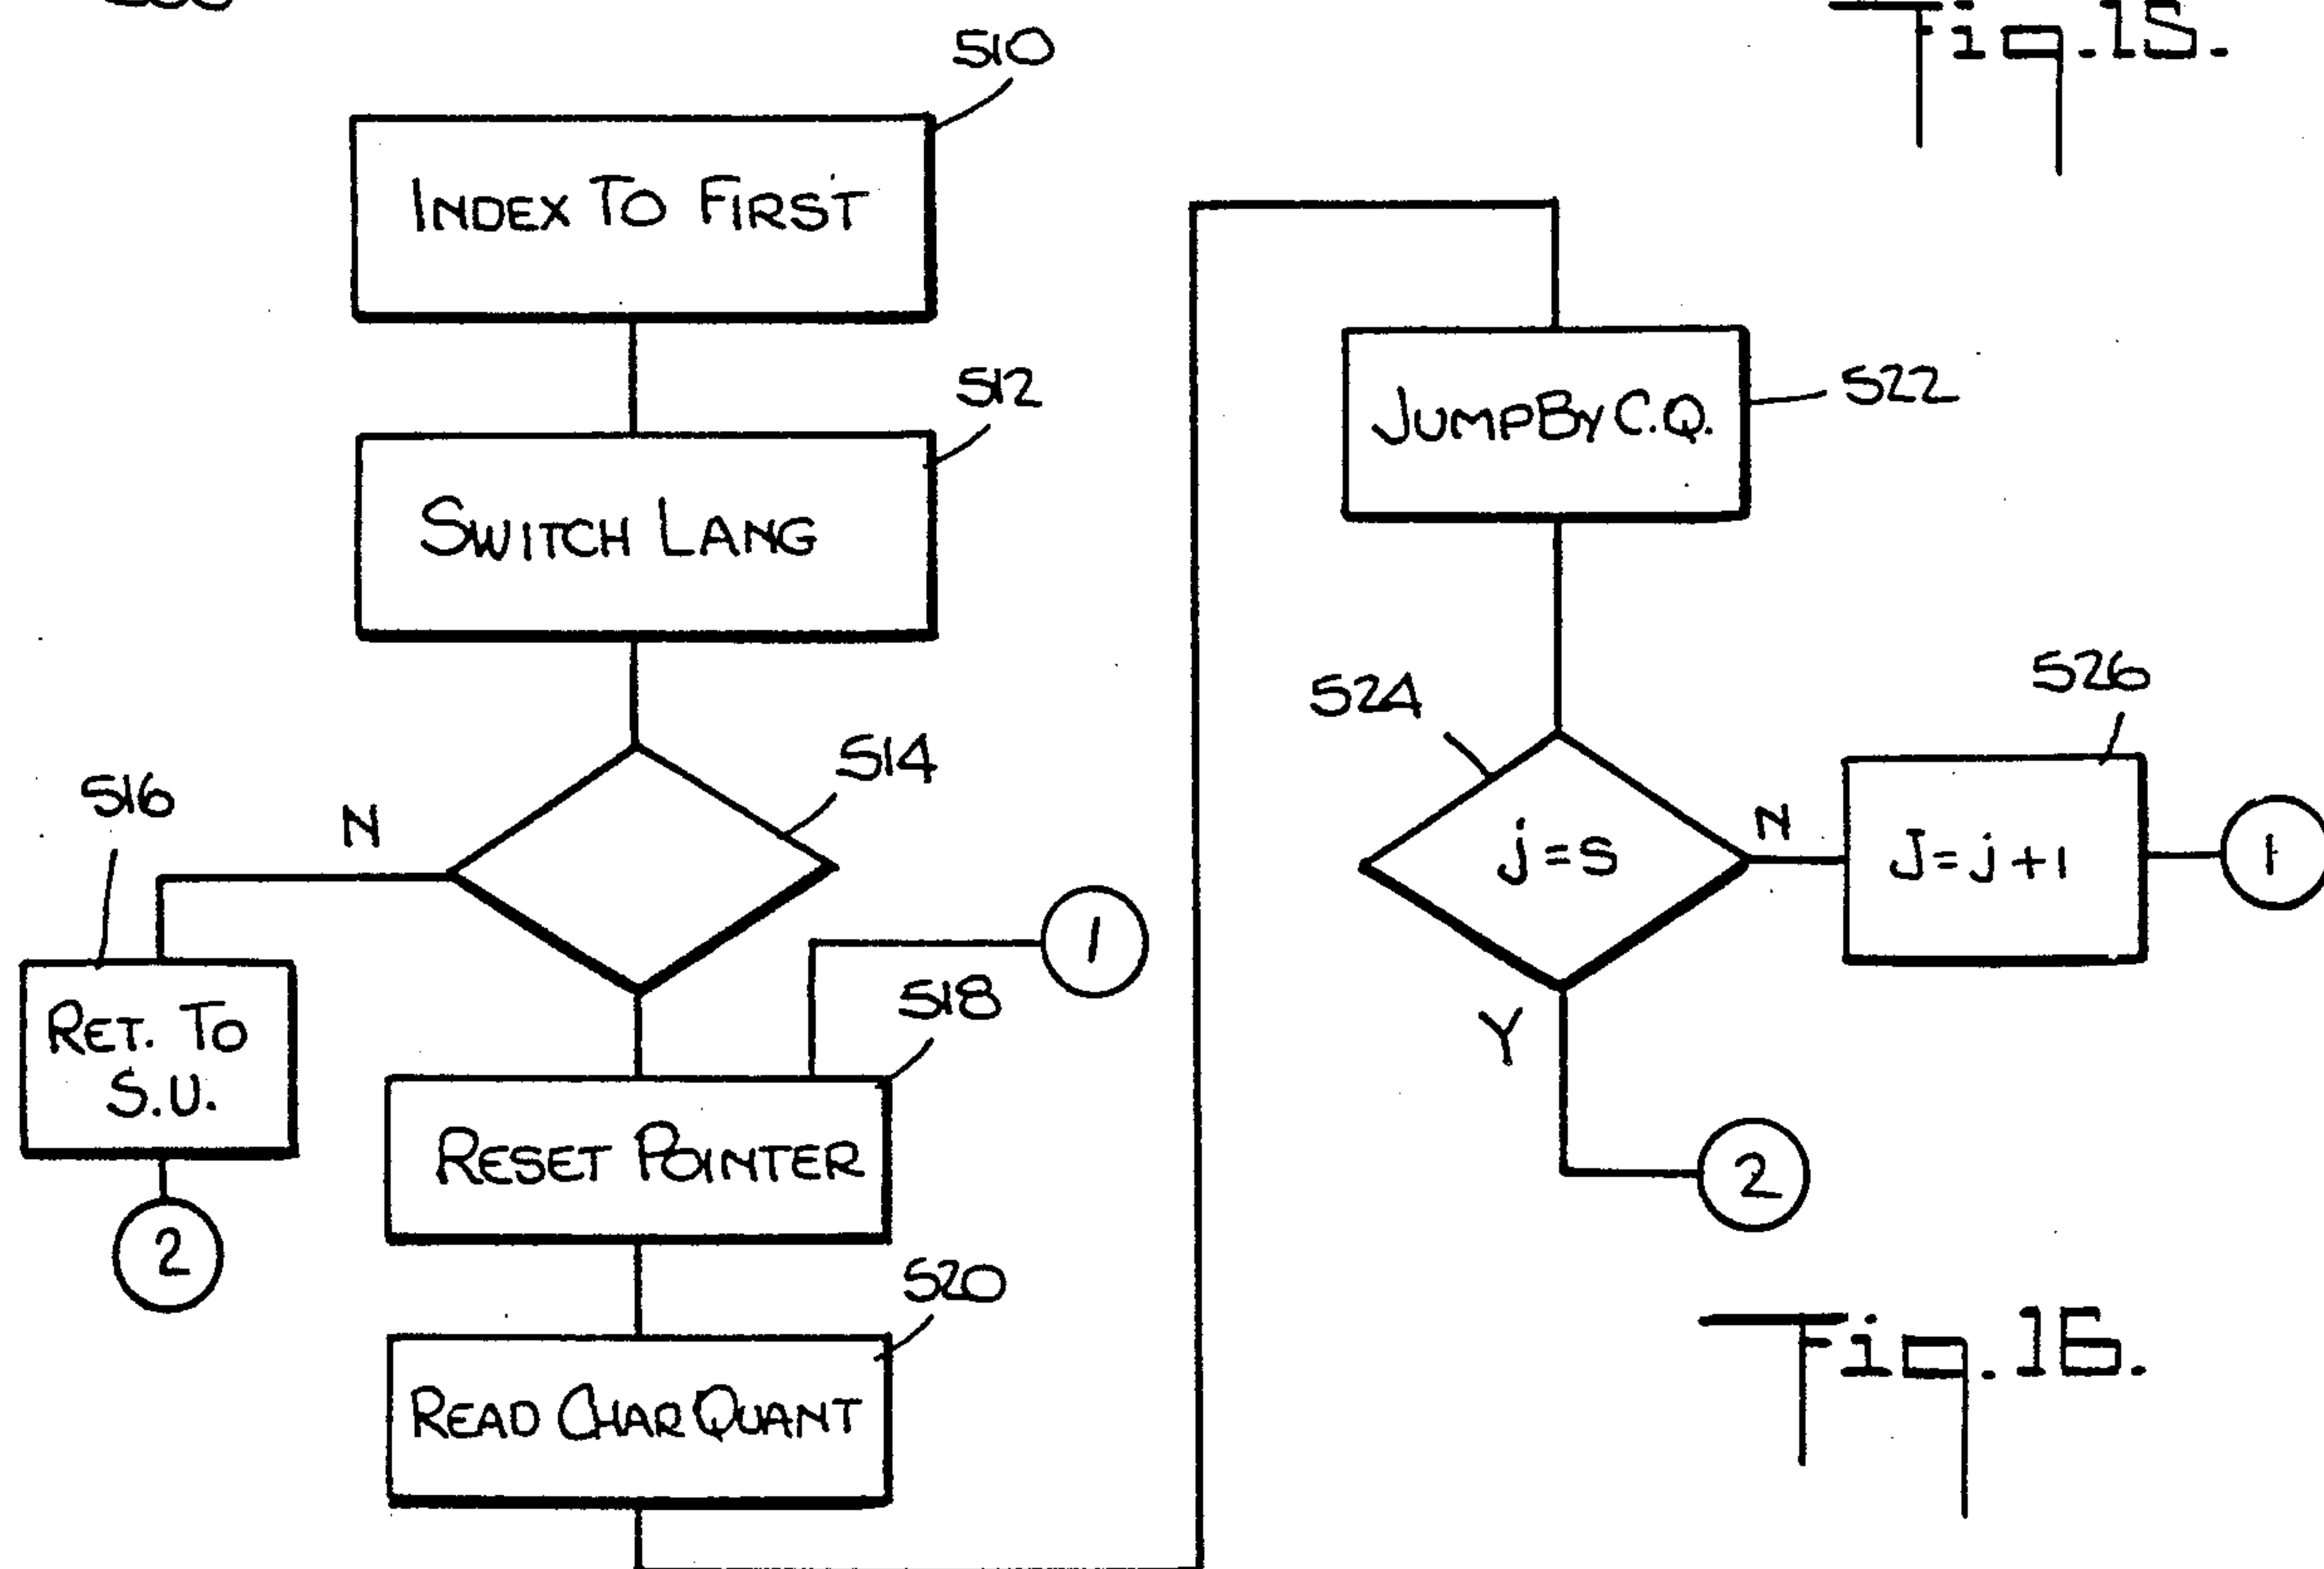 Fig.15.
510
INDEX TO FIRST
512
SWITCH LANG
514
N
516
RET. TO
S.U.
2
1
518
RESET POINTER
520
READ CHAR QUANT
JUMP BY C.Q.
522
524
j=S
N
526
J=j+1
1
Y
2
Fig.16.